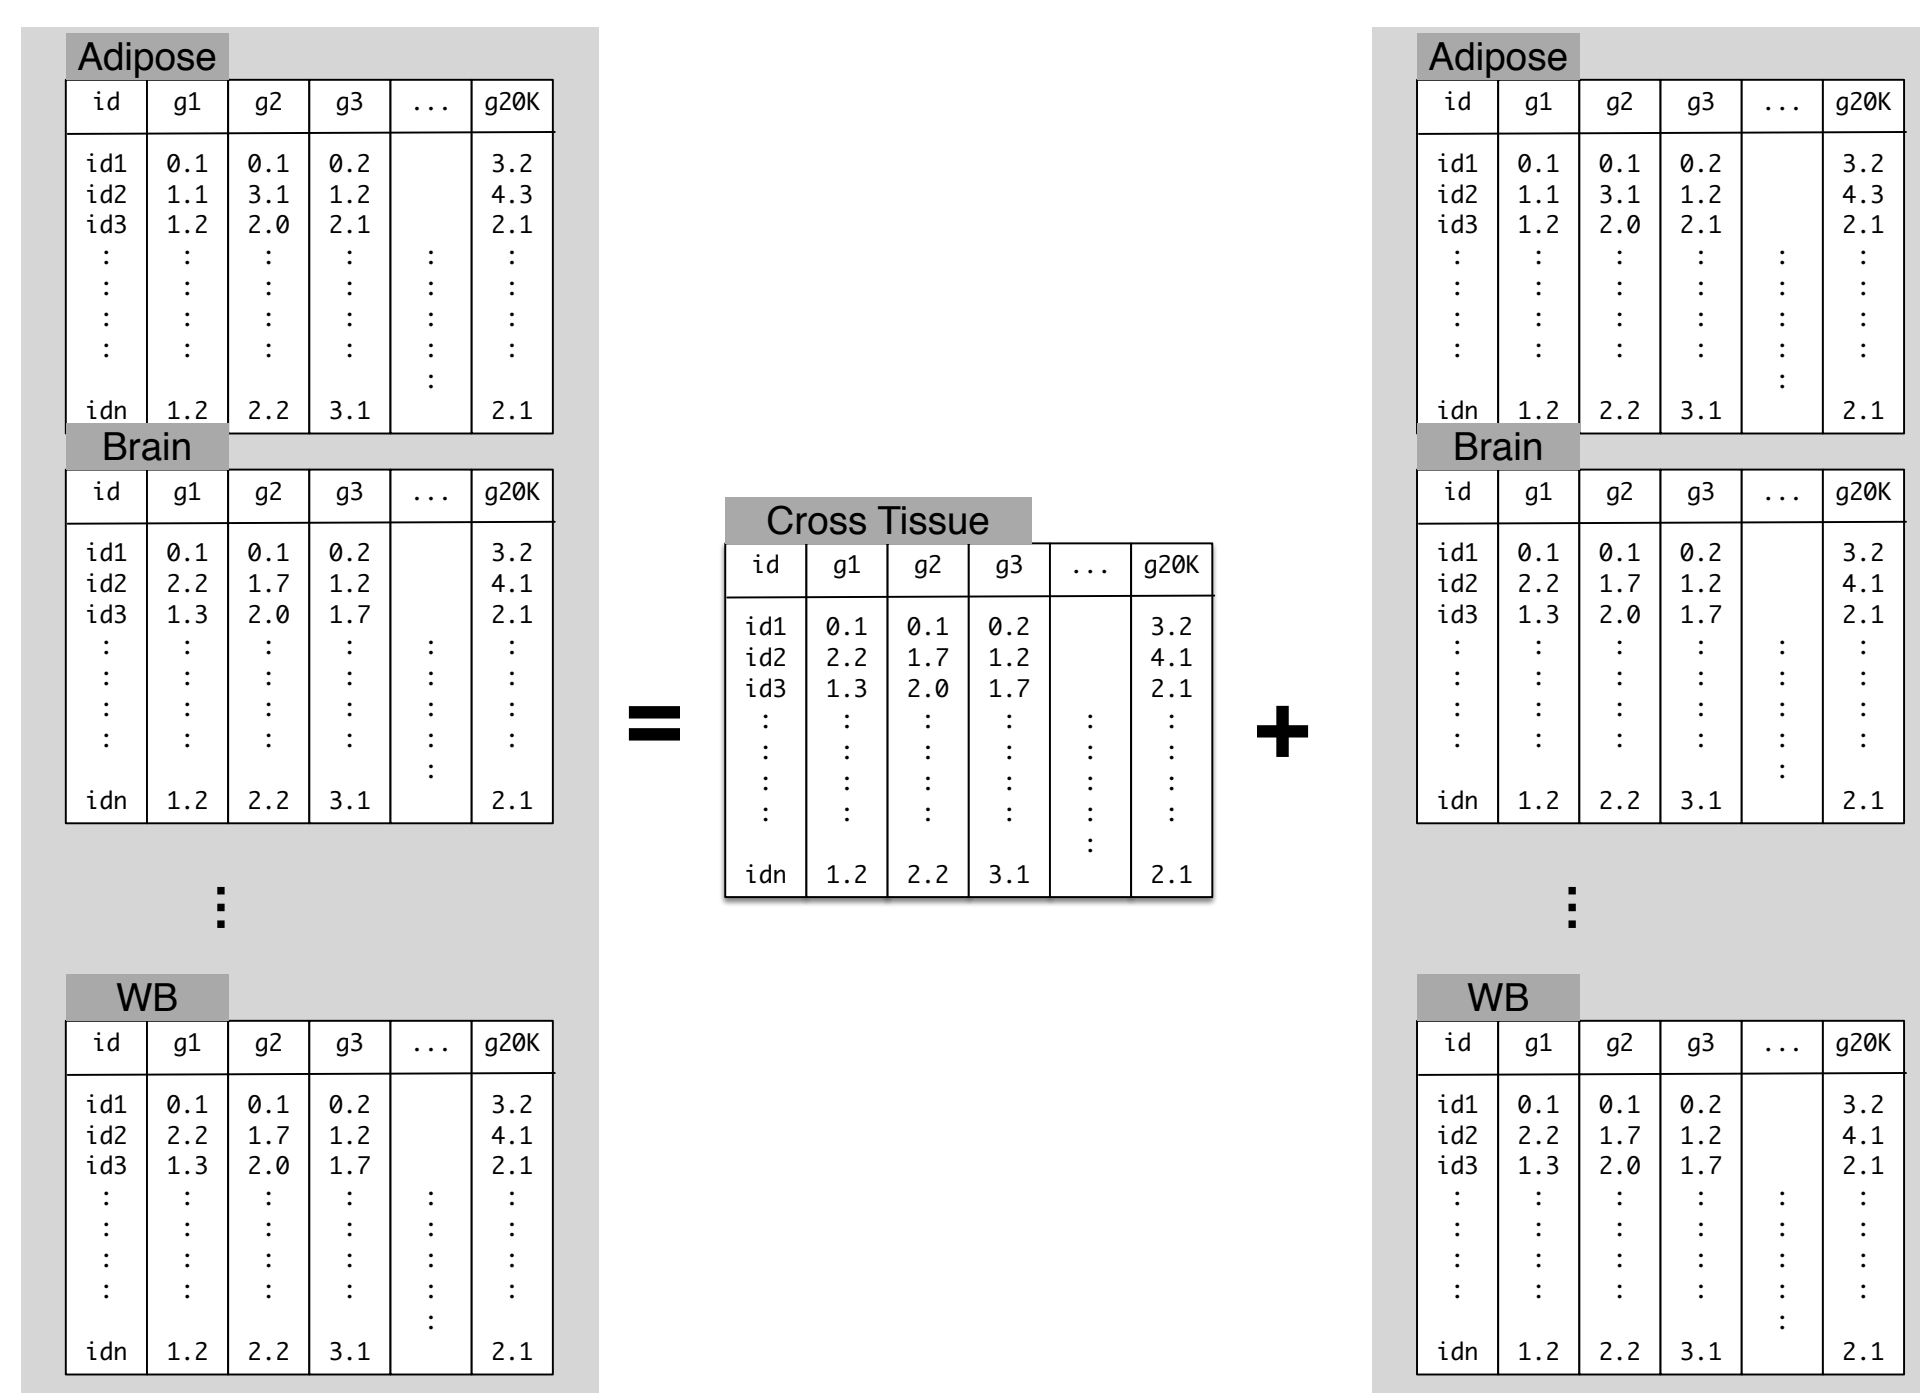 Adipose
id g1 g2 g3 ... g20K
id1 0.1 0.1 0.2 3.2
id2 1.1 3.1 1.2 4.3
id3 1.2 2.0 2.1 2.1
: : : : : :
: : : : : :
: : : : : :
: : : : : :
:
idn 1.2 2.2 3.1 2.1
Brain
id g1 g2 g3 ... g20K
id1 0.1 0.1 0.2 3.2
id2 2.2 1.7 1.2 4.1
id3 1.3 2.0 1.7 2.1
: : : : : :
: : : : : :
: : : : : :
: : : : : :
:
idn 1.2 2.2 3.1 2.1
⋮
WB
id g1 g2 g3 ... g20K
id1 0.1 0.1 0.2 3.2
id2 2.2 1.7 1.2 4.1
id3 1.3 2.0 1.7 2.1
: : : : : :
: : : : : :
: : : : : :
: : : : : :
:
idn 1.2 2.2 3.1 2.1
=
Cross Tissue
id g1 g2 g3 ... g20K
id1 0.1 0.1 0.2 3.2
id2 2.2 1.7 1.2 4.1
id3 1.3 2.0 1.7 2.1
: : : : : :
: : : : : :
: : : : : :
: : : : : :
:
idn 1.2 2.2 3.1 2.1
+
Adipose
id g1 g2 g3 ... g20K
id1 0.1 0.1 0.2 3.2
id2 1.1 3.1 1.2 4.3
id3 1.2 2.0 2.1 2.1
: : : : : :
: : : : : :
: : : : : :
: : : : : :
:
idn 1.2 2.2 3.1 2.1
Brain
id g1 g2 g3 ... g20K
id1 0.1 0.1 0.2 3.2
id2 2.2 1.7 1.2 4.1
id3 1.3 2.0 1.7 2.1
: : : : : :
: : : : : :
: : : : : :
: : : : : :
:
idn 1.2 2.2 3.1 2.1
⋮
WB
id g1 g2 g3 ... g20K
id1 0.1 0.1 0.2 3.2
id2 2.2 1.7 1.2 4.1
id3 1.3 2.0 1.7 2.1
: : : : : :
: : : : : :
: : : : : :
: : : : : :
:
idn 1.2 2.2 3.1 2.1